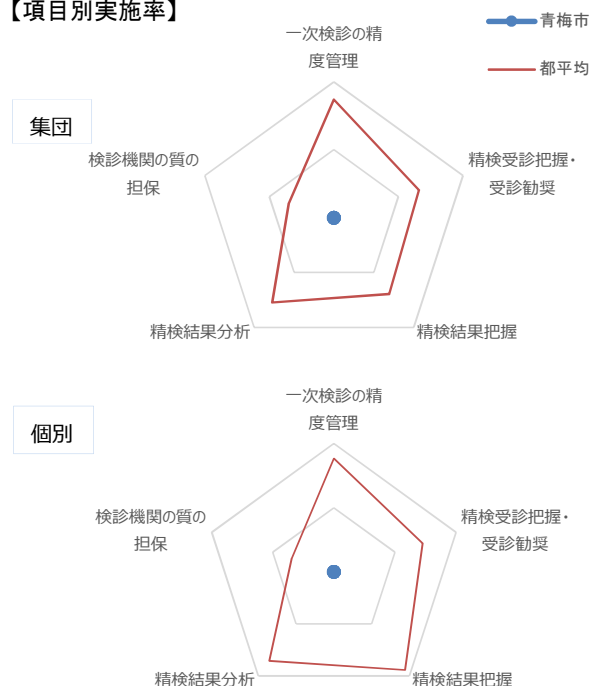 【項目別実施率】
青梅市
都平均
集団
一次検診の精
度管理
精検受診把握・
受診勧奨
精検結果把握
精検結果分析
検診機関の質の
担保
個別
一次検診の精
度管理
精検受診把握・
受診勧奨
精検結果把握
精検結果分析
検診機関の質の
担保